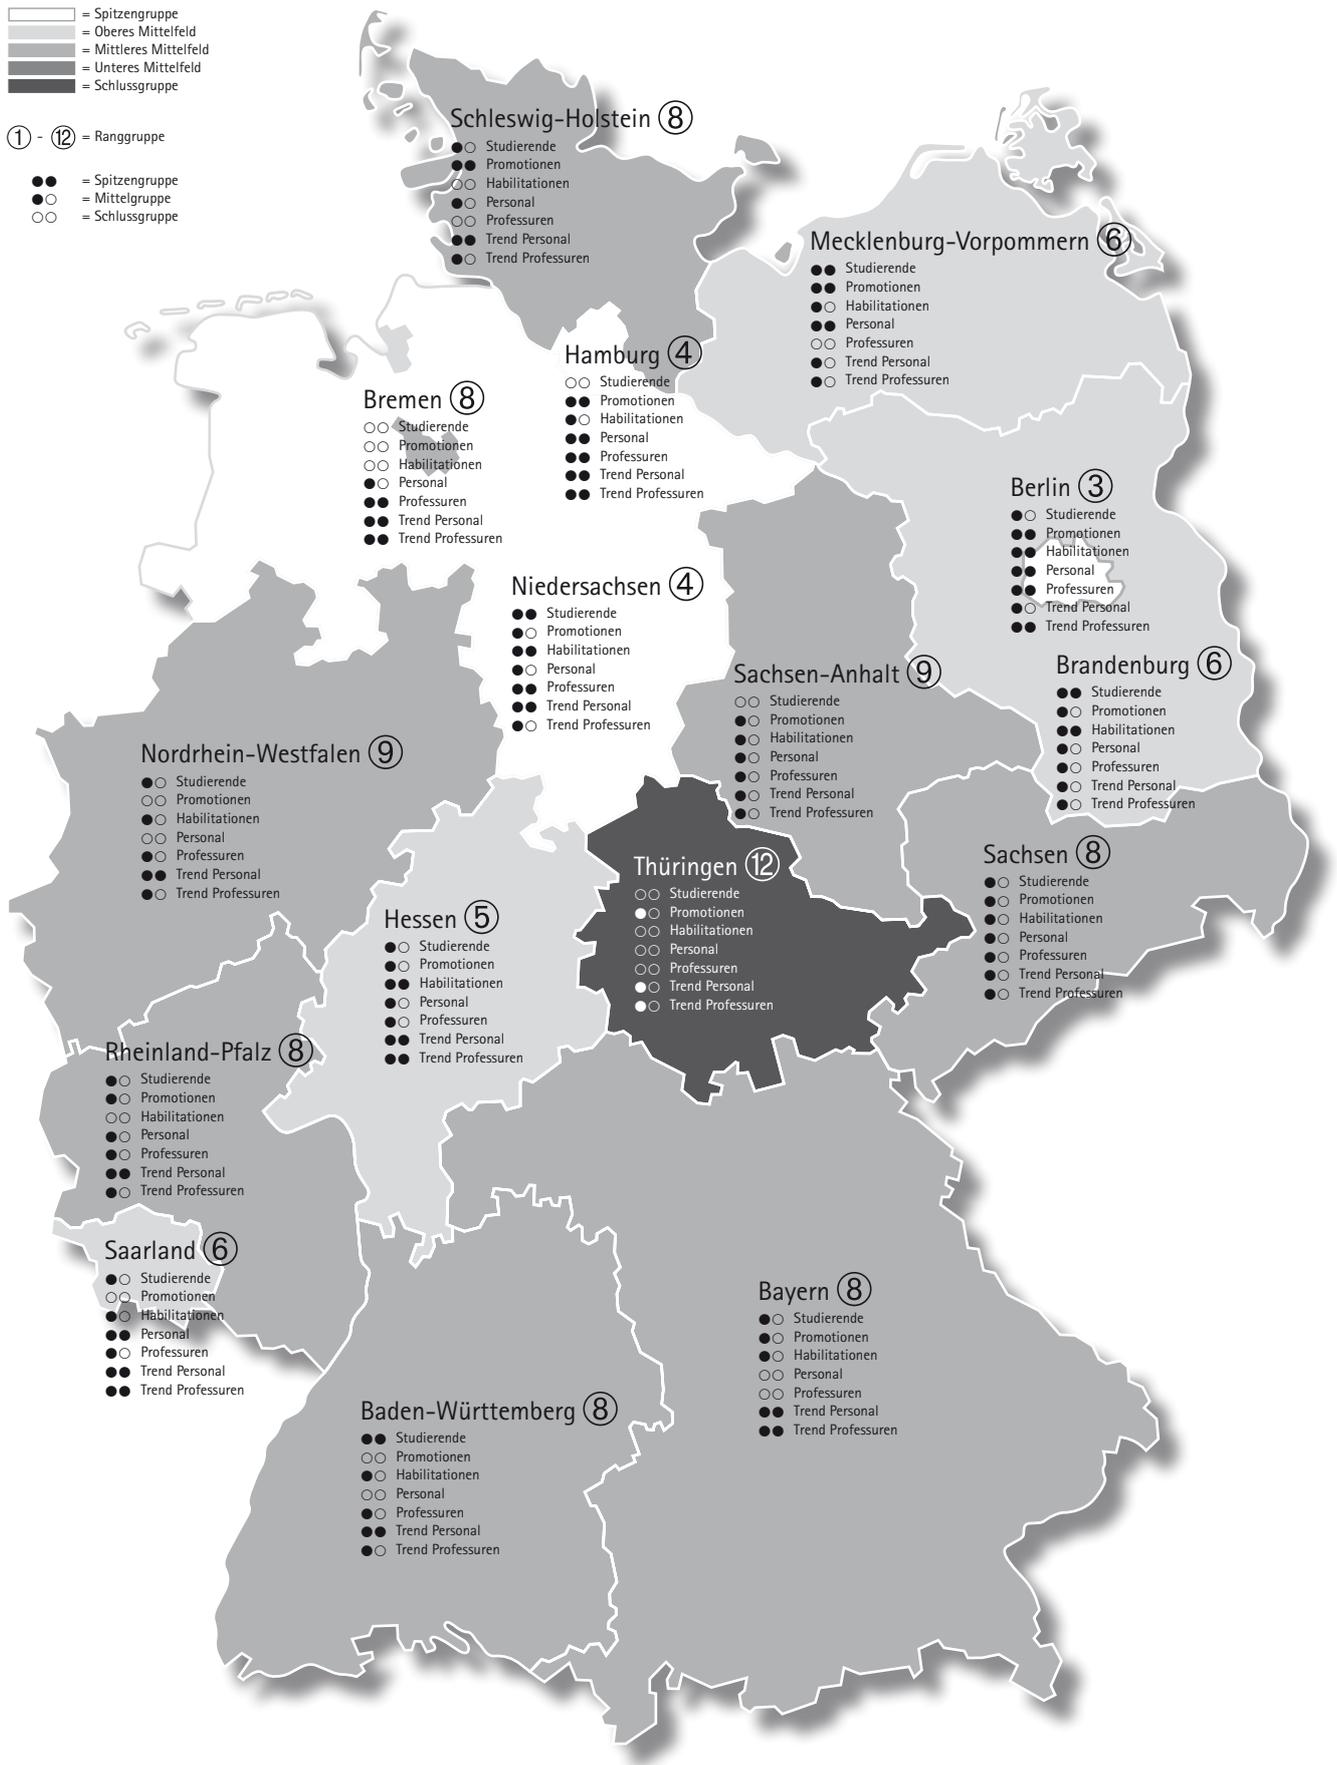 = Spitzengruppe
= Oberes Mittelfeld
= Mittleres Mittelfeld
= Unteres Mittelfeld
= Schlussgruppe
① - ⑫ = Ranggruppe
●● = Spitzengruppe
●○ = Mittelgruppe
○○ = Schlussgruppe
Schleswig-Holstein ⑧
●○ Studierende
●● Promotionen
○○ Habilitationen
●○ Personal
○○ Professuren
●● Trend Personal
●○ Trend Professuren
Mecklenburg-Vorpommern ⑥
●● Studierende
●● Promotionen
●○ Habilitationen
●● Personal
○○ Professuren
●○ Trend Personal
●○ Trend Professuren
Hamburg ④
○○ Studierende
●● Promotionen
●○ Habilitationen
●● Personal
●● Professuren
●● Trend Personal
●● Trend Professuren
Bremen ⑧
○○ Studierende
○○ Promotionen
○○ Habilitationen
●○ Personal
●● Professuren
●● Trend Personal
●● Trend Professuren
Berlin ③
●○ Studierende
●● Promotionen
●● Habilitationen
●● Personal
●● Professuren
●○ Trend Personal
●● Trend Professuren
Niedersachsen ④
●● Studierende
●○ Promotionen
●● Habilitationen
●○ Personal
●● Professuren
●● Trend Personal
●○ Trend Professuren
Brandenburg ⑥
●● Studierende
●○ Promotionen
●● Habilitationen
●○ Personal
●○ Professuren
●○ Trend Personal
●○ Trend Professuren
Sachsen-Anhalt ⑨
○○ Studierende
●○ Promotionen
●○ Habilitationen
●○ Personal
●○ Professuren
●○ Trend Personal
●○ Trend Professuren
Nordrhein-Westfalen ⑨
●○ Studierende
○○ Promotionen
●○ Habilitationen
○○ Personal
●○ Professuren
●● Trend Personal
●○ Trend Professuren
Sachsen ⑧
●○ Studierende
●○ Promotionen
●○ Habilitationen
●○ Personal
●○ Professuren
●○ Trend Personal
●○ Trend Professuren
Thüringen ⑫
○○ Studierende
●○ Promotionen
○○ Habilitationen
○○ Personal
○○ Professuren
●○ Trend Personal
●○ Trend Professuren
Hessen ⑤
●○ Studierende
●○ Promotionen
●● Habilitationen
●○ Personal
●○ Professuren
●● Trend Personal
●● Trend Professuren
Rheinland-Pfalz ⑧
●○ Studierende
●○ Promotionen
○○ Habilitationen
●○ Personal
●○ Professuren
●● Trend Personal
●○ Trend Professuren
Saarland ⑥
●○ Studierende
○○ Promotionen
●○ Habilitationen
●● Personal
●○ Professuren
●● Trend Personal
●● Trend Professuren
Bayern ⑧
●○ Studierende
●○ Promotionen
●○ Habilitationen
○○ Personal
○○ Professuren
●● Trend Personal
●● Trend Professuren
Baden-Württemberg ⑧
●● Studierende
○○ Promotionen
●○ Habilitationen
○○ Personal
●○ Professuren
●● Trend Personal
●○ Trend Professuren